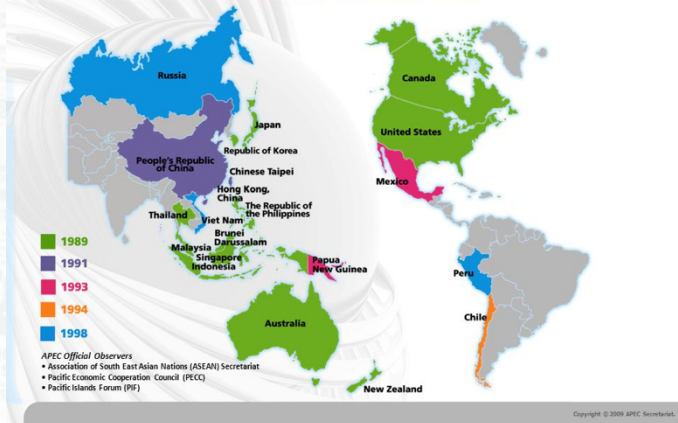 Russia
Canada
United States
Mexico
Japan
Republic of Korea
People's Republic
of China
Chinese Taipei
Hong Kong,
China
The Republic of
the Philippines
Thailand
Viet Nam
Brunei
Darussalam
Malaysia
Singapore
Indonesia
Papua
New Guinea
Peru
Chile
Australia
New Zealand
1989
1991
1993
1994
1998
APEC Official Observers
• Association of South East Asian Nations (ASEAN) Secretariat
• Pacific Economic Cooperation Council (PECC)
• Pacific Islands Forum (PIF)
Copyright © 2009 APEC Secretariat.